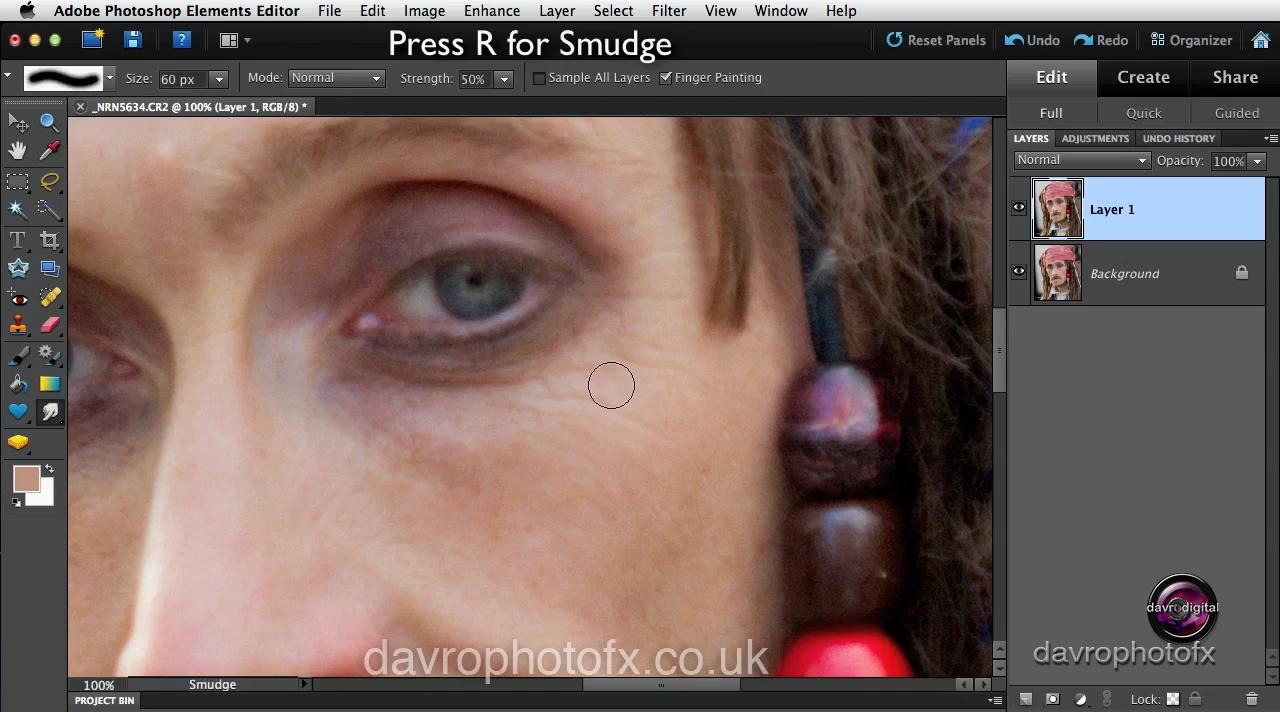 Adobe Photoshop Elements Editor File Edit Image Enhance Layer Select Filter View Window Help
Press R for Smudge
Reset Panels Undo Redo Organizer
Size: 60 px Mode: Normal Strength: 50% Sample All Layers Finger Painting
Edit Create Share
_NRN5634.CR2 @ 100% (Layer 1, RGB/8) *
Full Quick Guided
LAYERS ADJUSTMENTS UNDO HISTORY
Normal Opacity: 100%
Layer 1
Background
davro digital
davrophotofx.co.uk
davrophotofx
100% Smudge
PROJECT BIN
Lock: